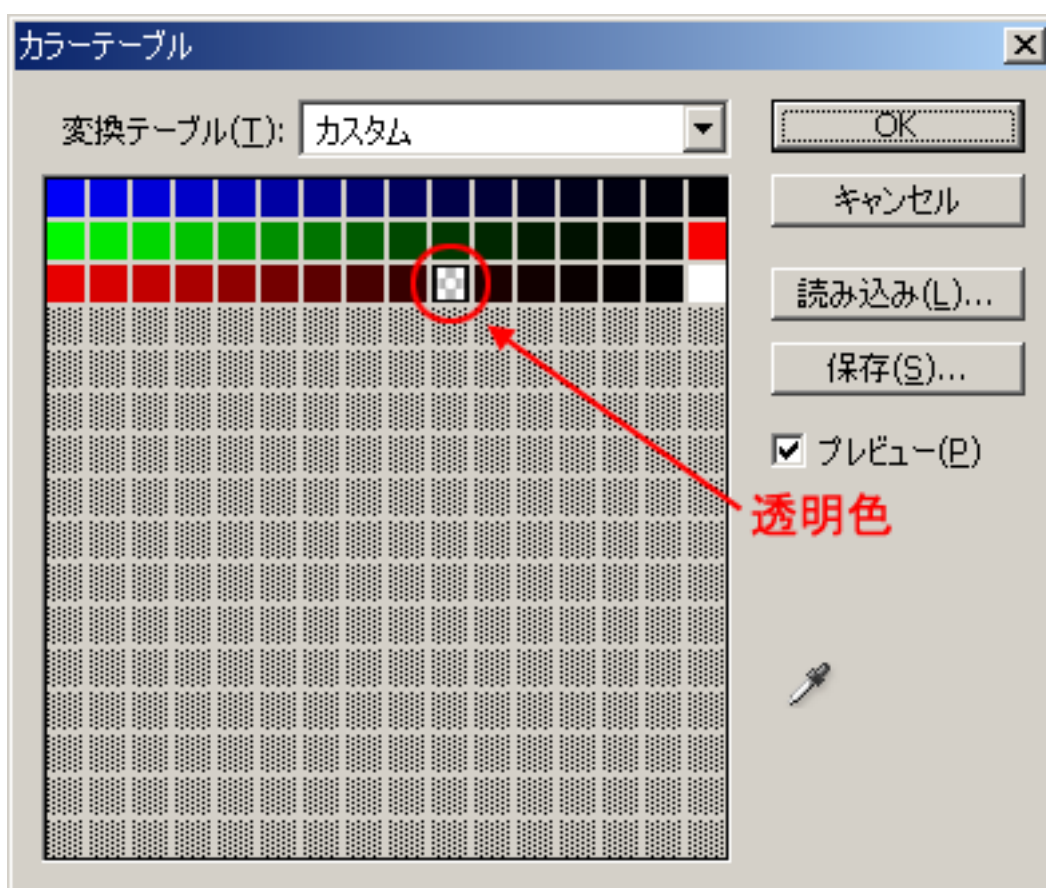 カラーテーブル
変換テーブル(T): カスタム
OK
キャンセル
読み込み(L)...
保存(S)...
プレビュー(P)
透明色